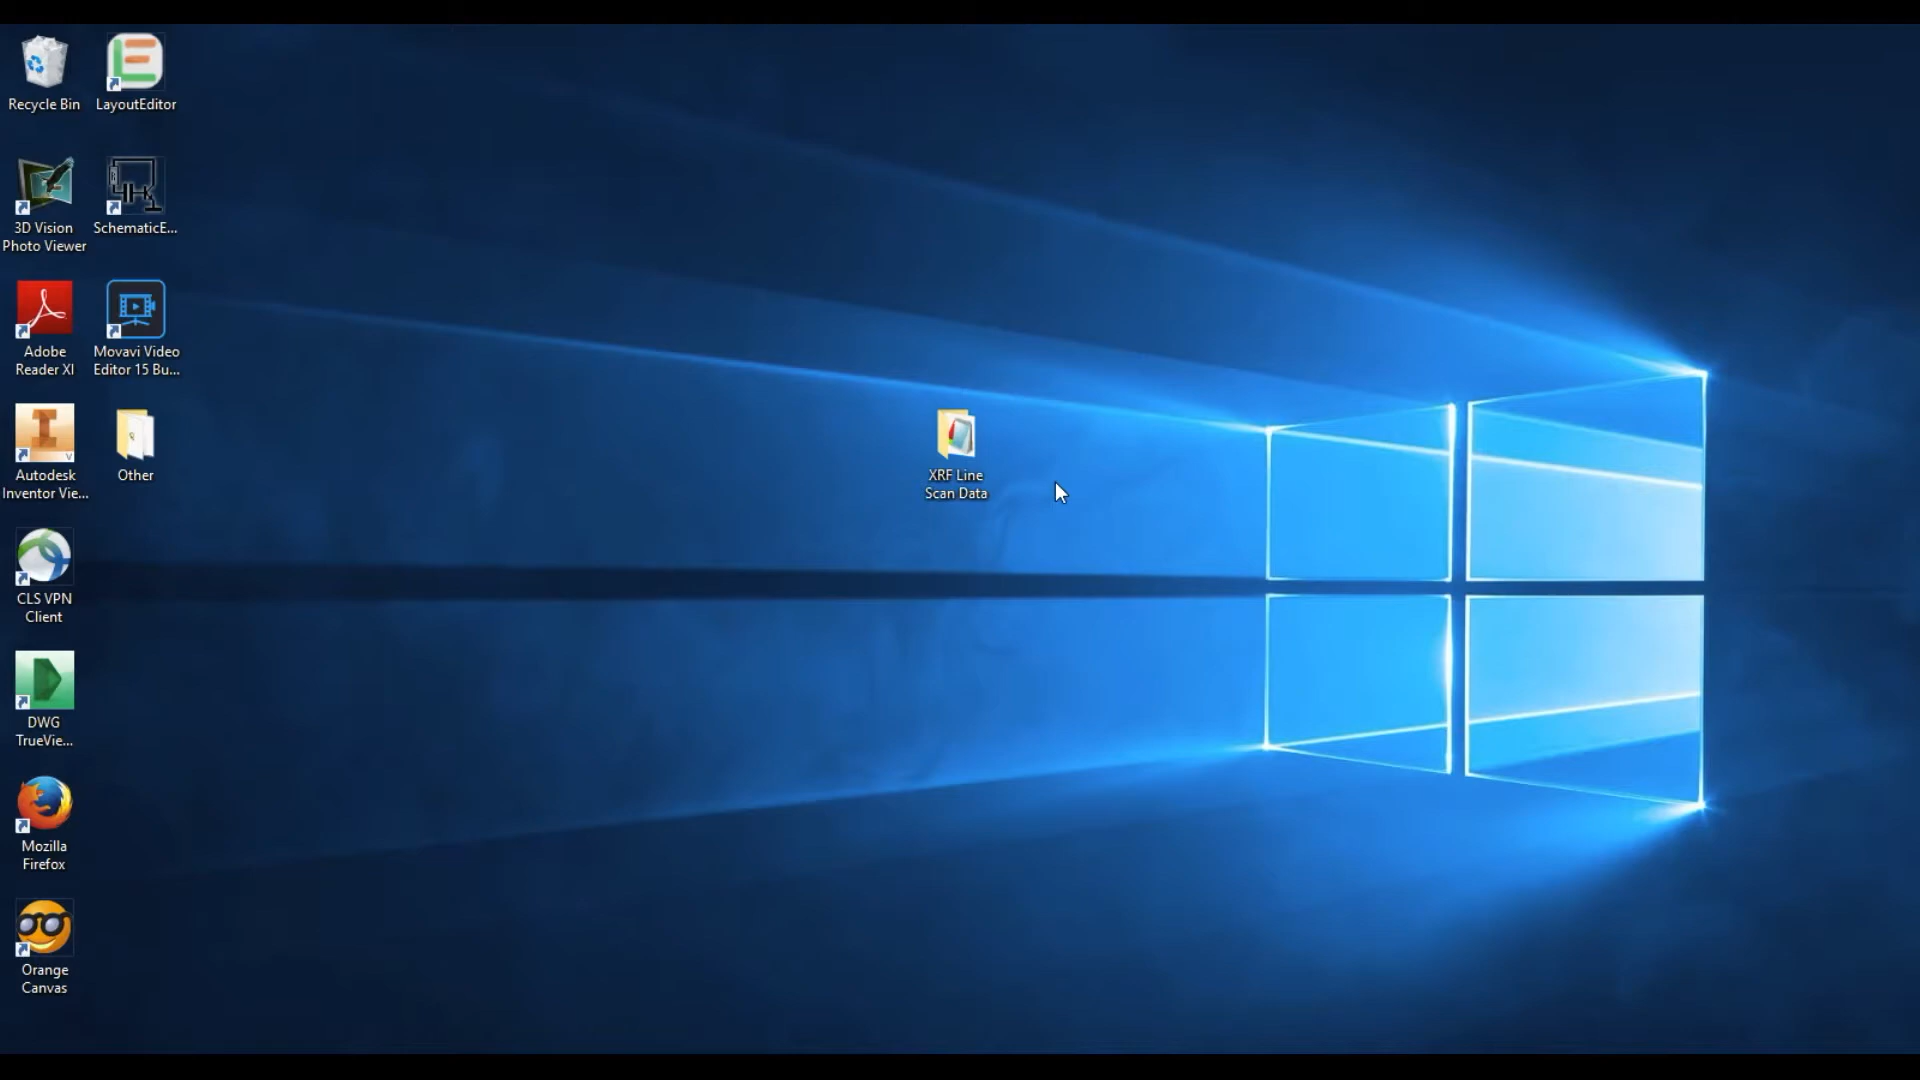 Recycle Bin
LayoutEditor
3D Vision
Photo Viewer
SchematicE...
Adobe
Reader XI
Movavi Video
Editor 15 Bu...
Autodesk
Inventor Vie...
Other
XRF Line
Scan Data
CLS VPN
Client
DWG
TrueVie...
Mozilla
Firefox
Orange
Canvas